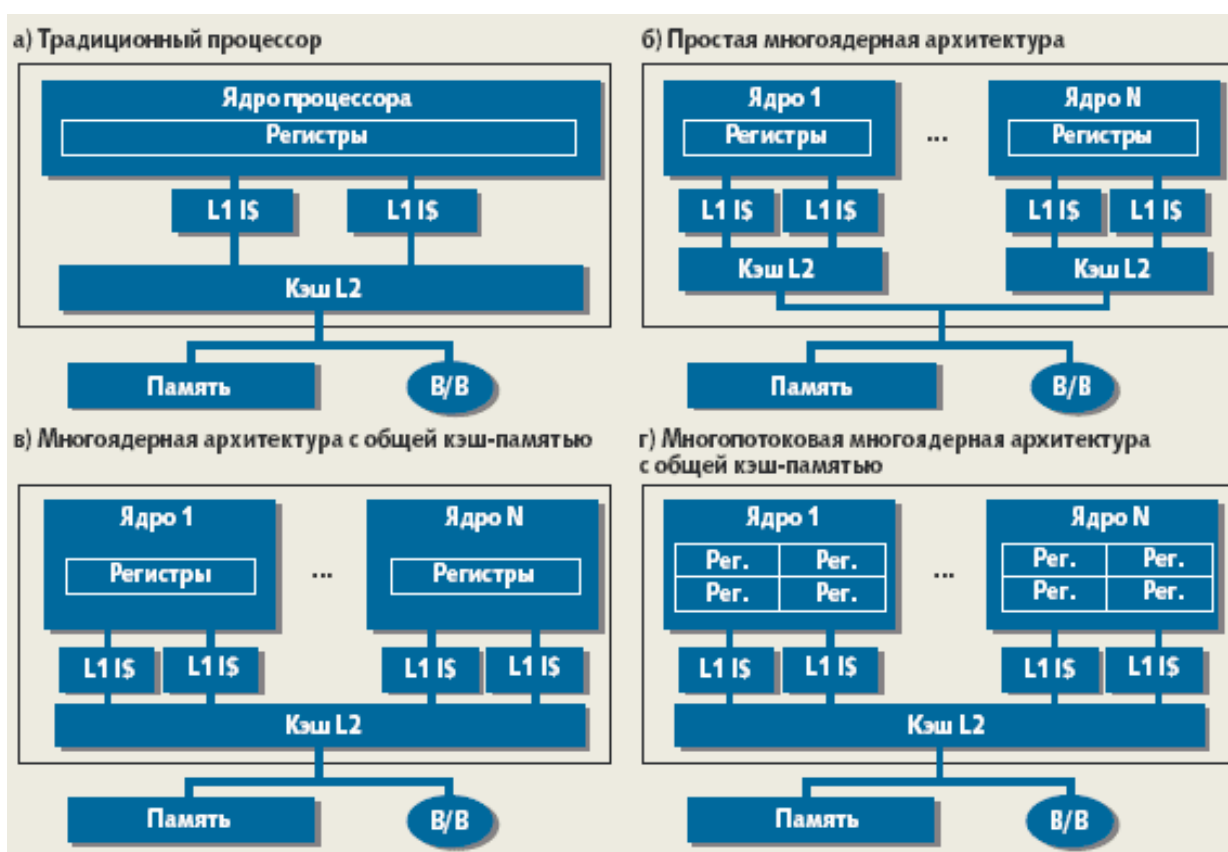 а) Традиционный процессор
Ядро процессора
Регистры
L1 I$ L1 I$
Кэш L2
Память В/В
б) Простая многоядерная архитектура
Ядро 1 ... Ядро N
Регистры Регистры
L1 I$ L1 I$ L1 I$ L1 I$
Кэш L2 Кэш L2
Память В/В
в) Многоядерная архитектура с общей кэш-памятью
Ядро 1 ... Ядро N
Регистры Регистры
L1 I$ L1 I$ L1 I$ L1 I$
Кэш L2
Память В/В
г) Многопотоковая многоядерная архитектура
с общей кэш-памятью
Ядро 1 ... Ядро N
Рег. Рег. Рег. Рег.
Рег. Рег. Рег. Рег.
L1 I$ L1 I$ L1 I$ L1 I$
Кэш L2
Память В/В